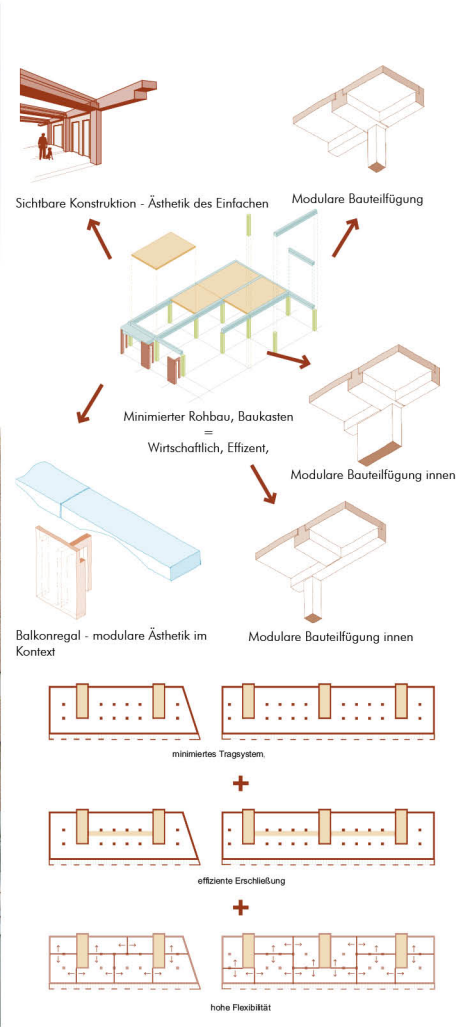 Sichtbare Konstruktion - Ästhetik des Einfachen
Modulare Bauteilfügung
Minimierter Rohbau, Baukasten
=
Wirtschaftlich, Effizent,
Modulare Bauteilfügung innen
Balkonregal - modulare Ästhetik im
Kontext
Modulare Bauteilfügung innen
minimiertes Tragsystem,
+
effiziente Erschließung
+
hohe Flexibilität